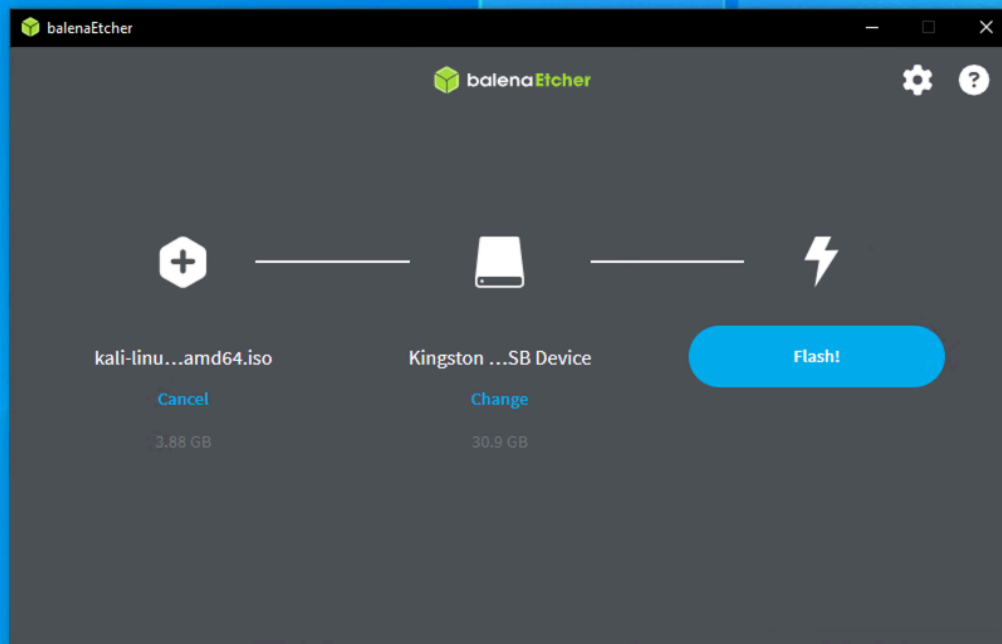 balenaEtcher
balenaEtcher
?
kali-linu...amd64.iso
Kingston ...SB Device
Flash!
Cancel
Change
3.88 GB
30.9 GB